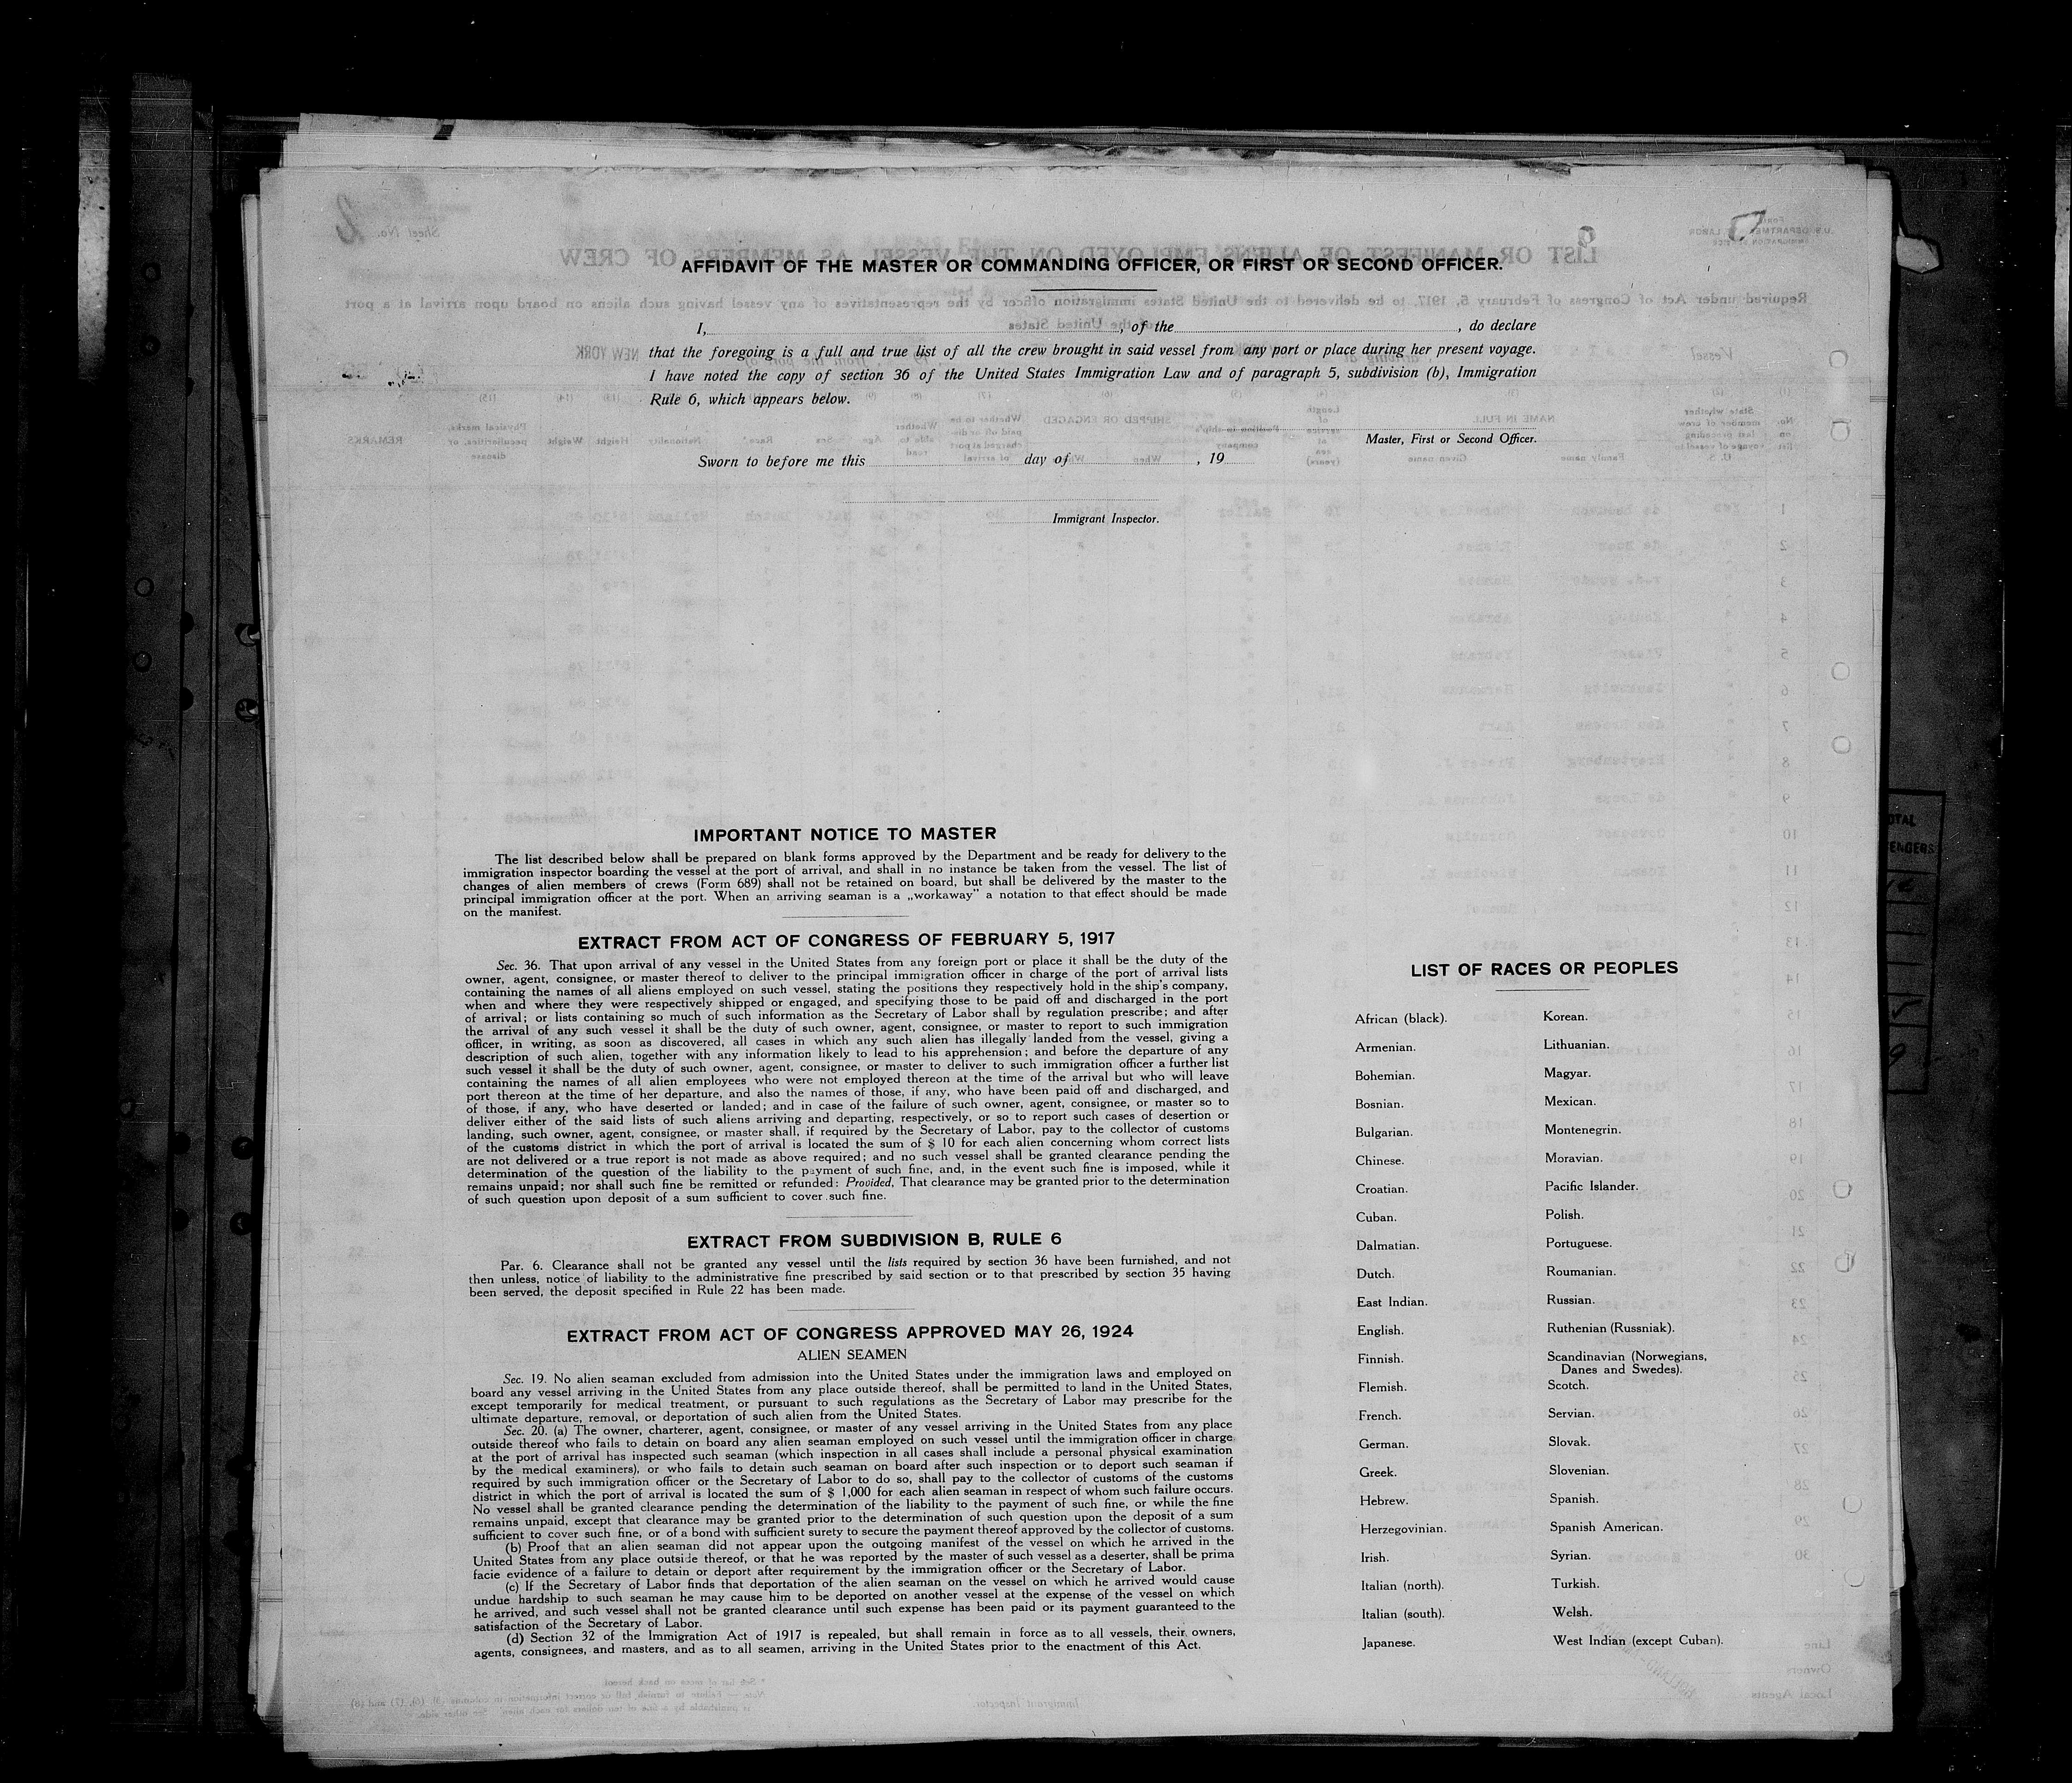 AFFIDAVIT OF THE MASTER OR COMMANDING OFFICER, OR FIRST OR SECOND OFFICER.
I, , of the , do declare
that the foregoing is a full and true list of all the crew brought in said vessel from any port or place during her present voyage.
I have noted the copy of section 36 of the United States Immigration Law and of paragraph 5, subdivision (b), Immigration
Rule 6, which appears below.
Master, First or Second Officer.
Sworn to before me this day of , 19
Immigrant Inspector.
IMPORTANT NOTICE TO MASTER
The list described below shall be prepared on blank forms approved by the Department and be ready for delivery to the
immigration inspector boarding the vessel at the port of arrival, and shall in no instance be taken from the vessel. The list of
changes of alien members of crews (Form 689) shall not be retained on board, but shall be delivered by the master to the
principal immigration officer at the port. When an arriving seaman is a „workaway” a notation to that effect should be made
on the manifest.
EXTRACT FROM ACT OF CONGRESS OF FEBRUARY 5, 1917
Sec. 36. That upon arrival of any vessel in the United States from any foreign port or place it shall be the duty of the
owner, agent, consignee, or master thereof to deliver to the principal immigration officer in charge of the port of arrival lists
containing the names of all aliens employed on such vessel, stating the positions they respectively hold in the ship's company,
when and where they were respectively shipped or engaged, and specifying those to be paid off and discharged in the port
of arrival; or lists containing so much of such information as the Secretary of Labor shall by regulation prescribe; and after
the arrival of any such vessel it shall be the duty of such owner, agent, consignee, or master to report to such immigration
officer, in writing, as soon as discovered, all cases in which any such alien has illegally landed from the vessel, giving a
description of such alien, together with any information likely to lead to his apprehension; and before the departure of any
such vessel it shall be the duty of such owner, agent, consignee, or master to deliver to such immigration officer a further list
containing the names of all alien employees who were not employed thereon at the time of the arrival but who will leave
port thereon at the time of her departure, and also the names of those, if any, who have been paid off and discharged, and
of those, if any, who have deserted or landed; and in case of the failure of such owner, agent, consignee, or master so to
deliver either of the said lists of such aliens arriving and departing, respectively, or so to report such cases of desertion or
landing, such owner, agent, consignee, or master shall, if required by the Secretary of Labor, pay to the collector of customs
of the customs district in which the port of arrival is located the sum of $ 10 for each alien concerning whom correct lists
are not delivered or a true report is not made as above required; and no such vessel shall be granted clearance pending the
determination of the question of the liability to the payment of such fine, and, in the event such fine is imposed, while it
remains unpaid; nor shall such fine be remitted or refunded: Provided, That clearance may be granted prior to the determination
of such question upon deposit of a sum sufficient to cover such fine.
EXTRACT FROM SUBDIVISION B, RULE 6
Par. 6. Clearance shall not be granted any vessel until the lists required by section 36 have been furnished, and not
then unless, notice of liability to the administrative fine prescribed by said section or to that prescribed by section 35 having
been served, the deposit specified in Rule 22 has been made.
EXTRACT FROM ACT OF CONGRESS APPROVED MAY 26, 1924
ALIEN SEAMEN
Sec. 19. No alien seaman excluded from admission into the United States under the immigration laws and employed on
board any vessel arriving in the United States from any place outside thereof, shall be permitted to land in the United States,
except temporarily for medical treatment, or pursuant to such regulations as the Secretary of Labor may prescribe for the
ultimate departure, removal, or deportation of such alien from the United States.
Sec. 20. (a) The owner, charterer, agent, consignee, or master of any vessel arriving in the United States from any place
outside thereof who fails to detain on board any alien seaman employed on such vessel until the immigration officer in charge
at the port of arrival has inspected such seaman (which inspection in all cases shall include a personal physical examination
by the medical examiners), or who fails to detain such seaman on board after such inspection or to deport such seaman if
required by such immigration officer or the Secretary of Labor to do so, shall pay to the collector of customs of the customs
district in which the port of arrival is located the sum of $ 1,000 for each alien seaman in respect of whom such failure occurs.
No vessel shall be granted clearance pending the determination of the liability to the payment of such fine, or while the fine
remains unpaid, except that clearance may be granted prior to the determination of such question upon the deposit of a sum
sufficient to cover such fine, or of a bond with sufficient surety to secure the payment thereof approved by the collector of customs.
(b) Proof that an alien seaman did not appear upon the outgoing manifest of the vessel on which he arrived in the
United States from any place outside thereof, or that he was reported by the master of such vessel as a deserter, shall be prima
facie evidence of a failure to detain or deport after requirement by the immigration officer or the Secretary of Labor.
(c) If the Secretary of Labor finds that deportation of the alien seaman on the vessel on which he arrived would cause
undue hardship to such seaman he may cause him to be deported on another vessel at the expense of the vessel on which
he arrived, and such vessel shall not be granted clearance until such expense has been paid or its payment guaranteed to the
satisfaction of the Secretary of Labor.
(d) Section 32 of the Immigration Act of 1917 is repealed, but shall remain in force as to all vessels, their owners,
agents, consignees, and masters, and as to all seamen, arriving in the United States prior to the enactment of this Act.
LIST OF RACES OR PEOPLES
African (black).
Armenian.
Bohemian.
Bosnian.
Bulgarian.
Chinese.
Croatian.
Cuban.
Dalmatian.
Dutch.
East Indian.
English.
Finnish.
Flemish.
French.
German.
Greek.
Hebrew.
Herzegovinian.
Irish.
Italian (north).
Italian (south).
Japanese.
Korean.
Lithuanian.
Magyar.
Mexican.
Montenegrin.
Moravian.
Pacific Islander.
Polish.
Portuguese.
Roumanian.
Russian.
Ruthenian (Russniak).
Scandinavian (Norwegians,
Danes and Swedes).
Scotch.
Servian.
Slovak.
Slovenian.
Spanish.
Spanish American.
Syrian.
Turkish.
Welsh.
West Indian (except Cuban).